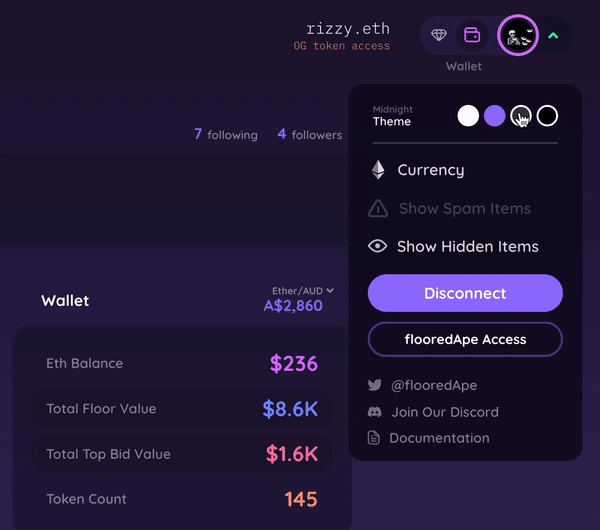 rizzy.eth
OG token access
Wallet
7 following 4 followers
Midnight
Theme
Currency
Show Spam Items
Show Hidden Items
Disconnect
flooredApe Access
@flooredApe
Join Our Discord
Documentation
Wallet
Ether/AUD
A$2,860
Eth Balance $236
Total Floor Value $8.6K
Total Top Bid Value $1.6K
Token Count 145